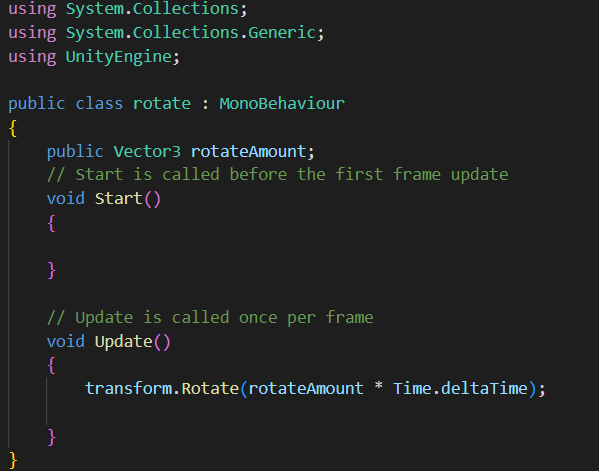 using System.Collections;
using System.Collections.Generic;
using UnityEngine;

public class rotate : MonoBehaviour
{
    public Vector3 rotateAmount;
    // Start is called before the first frame update
    void Start()
    {

    }

    // Update is called once per frame
    void Update()
    {
        transform.Rotate(rotateAmount * Time.deltaTime);

    }
}